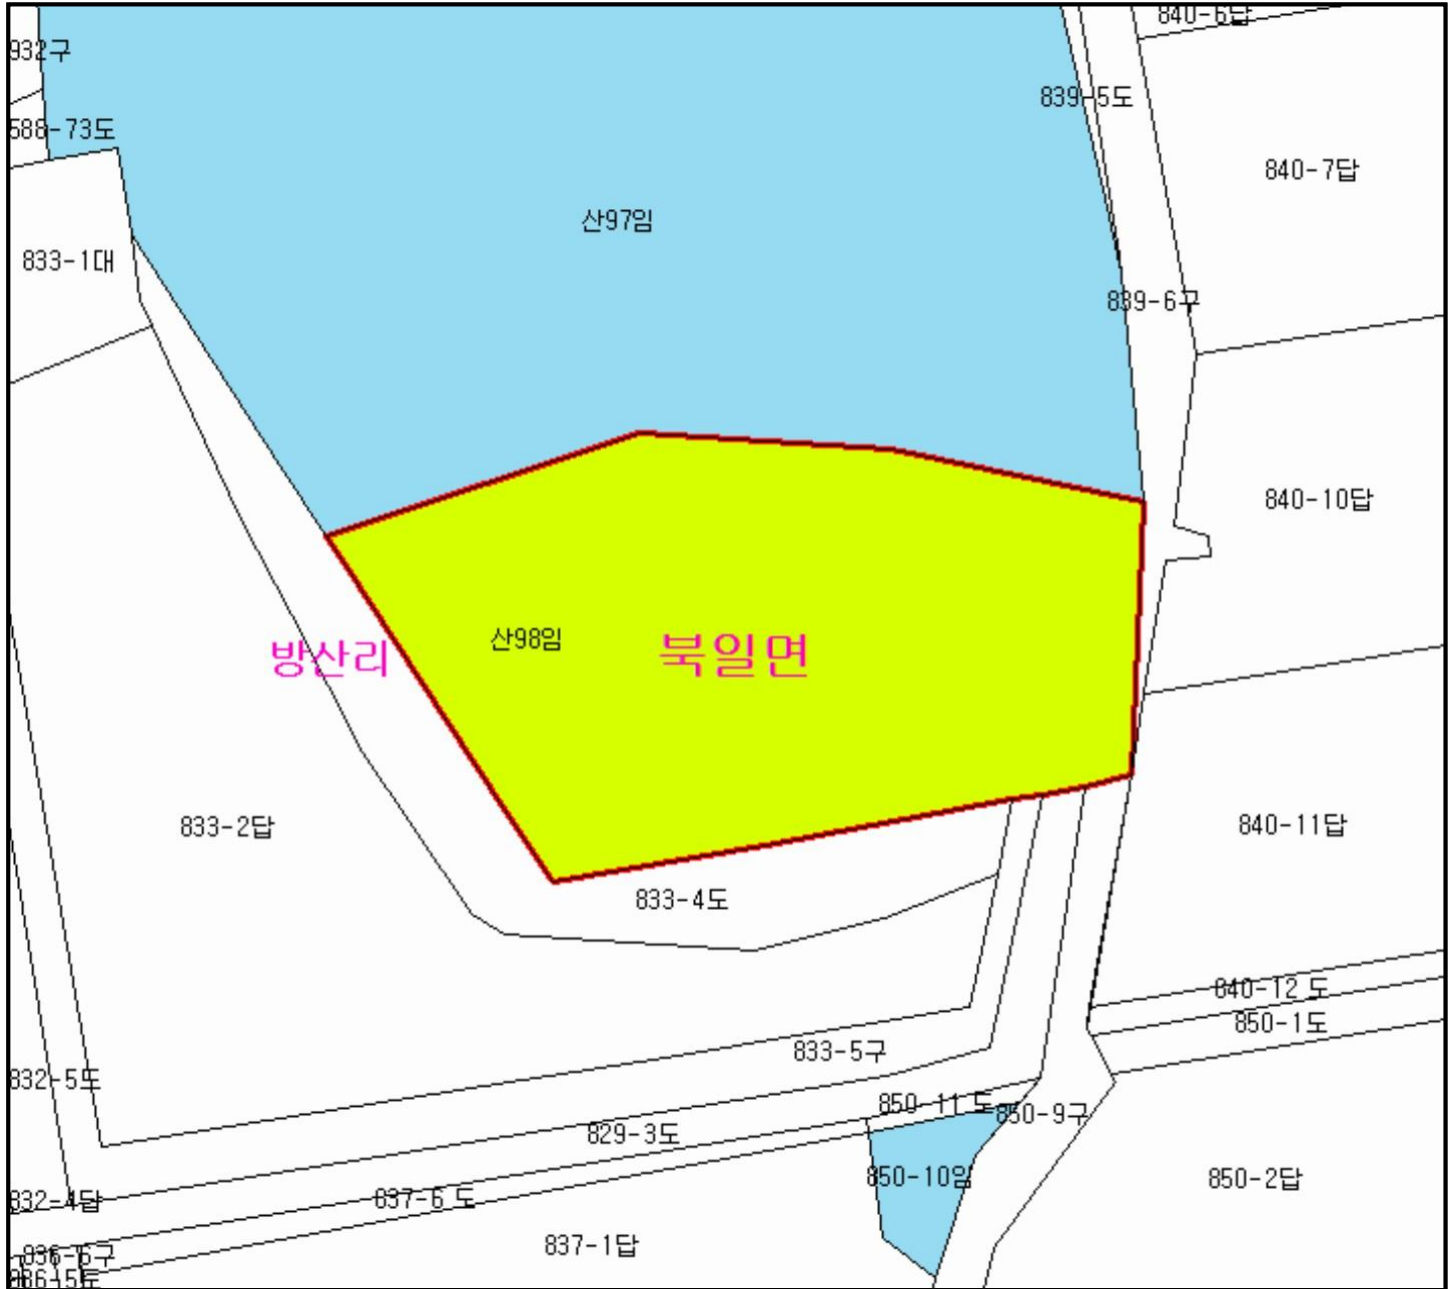 840-6답
932구
839-5도
588-73도
840-7답
산97임
833-1대
839-6구
840-10답
산98임
북일면
방산리
833-2답
840-11답
833-4도
840-12 도
850-1도
833-5구
832-5도
850-11 도
850-9구
829-3도
850-10임
850-2답
832-4답
837-6 도
837-1답
836-6구